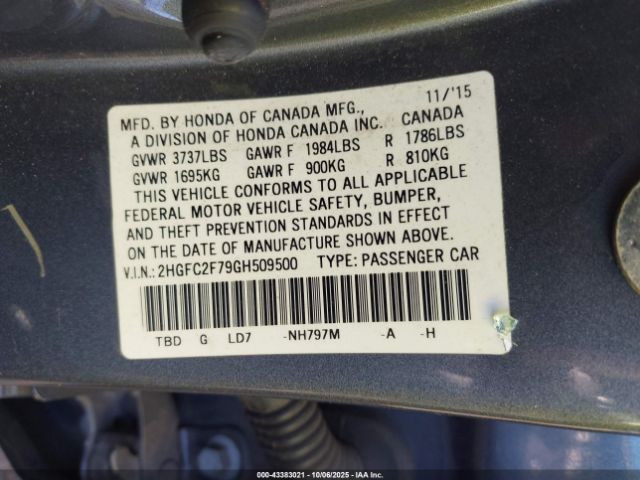 11/'15
MFD. BY HONDA OF CANADA MFG.,
A DIVISION OF HONDA CANADA INC. CANADA
GVWR 3737LBS GAWR F 1984LBS R 1786LBS
GVWR 1695KG GAWR F 900KG R 810KG
THIS VEHICLE CONFORMS TO ALL APPLICABLE
FEDERAL MOTOR VEHICLE SAFETY, BUMPER,
AND THEFT PREVENTION STANDARDS IN EFFECT
ON THE DATE OF MANUFACTURE SHOWN ABOVE.
V.I.N.: 2HGFC2F79GH509500 TYPE: PASSENGER CAR
TBD G LD7 -NH797M -A -H
000-43383021 | 10/06/2025 | IAA Inc.